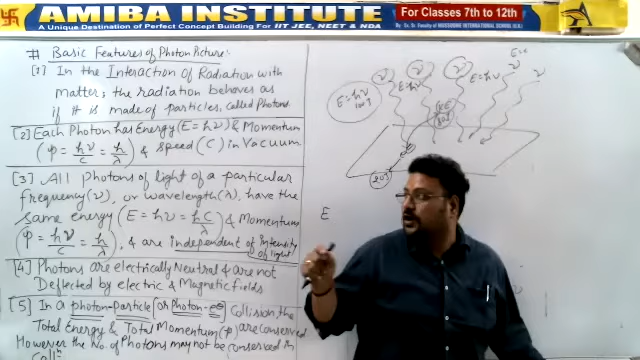 AMIBA INSTITUTE
A Unique Destination of Perfect Concept Building For IIT JEE, NEET & NDA
For Classes 7th to 12th
# Basic Features of Photon Picture:-
[1] In the Interaction of Radiation with
matter, the radiation behaves as
if it is made of particles, called Photons
[2] Each Photon has Energy (E = hν) & Momentum
(p = hν/c = h/λ) & speed (C) in Vacuum
[3] All photons of light of a particular
frequency(ν), or wavelength(λ), have the
same energy (E = hν = hc/λ) & Momentum
(p = hν/c = h/λ), & are independent of intensity
of light
[4] Photons are electrically Neutral & are not
Deflected by electric & Magnetic fields
[5] In a photon-particle (or Photon-e) Collision, the
Total Energy & Total Momentum (p) are conserved
However the No. of Photons may not be conserved in
ν
ν
ν
ν
ν
E=hν
E=hν
E=hν
20J
E